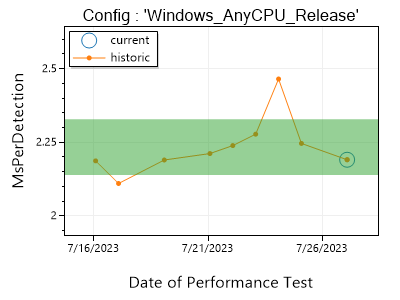 Config : 'Windows_AnyCPU_Release'
current
historic
MsPerDetection
2.5
2.25
2
7/16/2023 7/21/2023 7/26/2023
Date of Performance Test